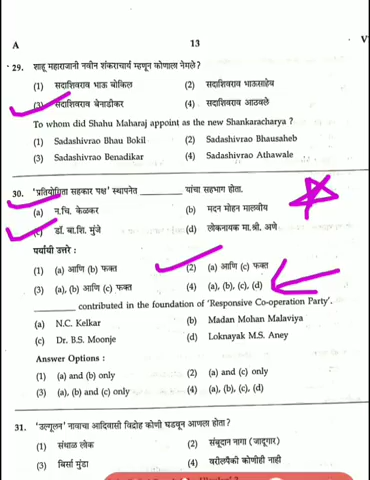 A 13 V
29. शाहू महाराजानी नवीन शंकराचार्य म्हणून कोणाला नेमले?
(1) सदाशिवराव भाऊ बोकिल (2) सदाशिवराव भाऊसाहेब
(3) सदाशिवराव बेनाडीकर (4) सदाशिवराव आठवले
To whom did Shahu Maharaj appoint as the new Shankaracharya ?
(1) Sadashivrao Bhau Bokil (2) Sadashivrao Bhausaheb
(3) Sadashivrao Benadikar (4) Sadashivrao Athawale
30. 'प्रतियोगिता सहकार पक्ष' स्थापनेत ________ यांचा सहभाग होता.
(a) न.चि. केळकर (b) मदन मोहन मालवीय
(c) डॉ. बा.शि. मुंजे (d) लोकनायक मा.श्री. अणे
पर्यायी उत्तरे :
(1) (a) आणि (b) फक्त (2) (a) आणि (c) फक्त
(3) (a), (b) आणि (c) फक्त (4) (a), (b), (c), (d)
________ contributed in the foundation of 'Responsive Co-operation Party'.
(a) N.C. Kelkar (b) Madan Mohan Malaviya
(c) Dr. B.S. Moonje (d) Loknayak M.S. Aney
Answer Options :
(1) (a) and (b) only (2) (a) and (c) only
(3) (a), (b) and (c) only (4) (a), (b), (c), (d)
31. 'उलगूलन' नावाचा आदिवासी विद्रोह कोणी घडवून आणला होता?
(1) संथाळ लोक (2) संबूदान नागा (जादूगार)
(3) बिर्सा मुंडा (4) वरीलपैकी कोणीही नाही